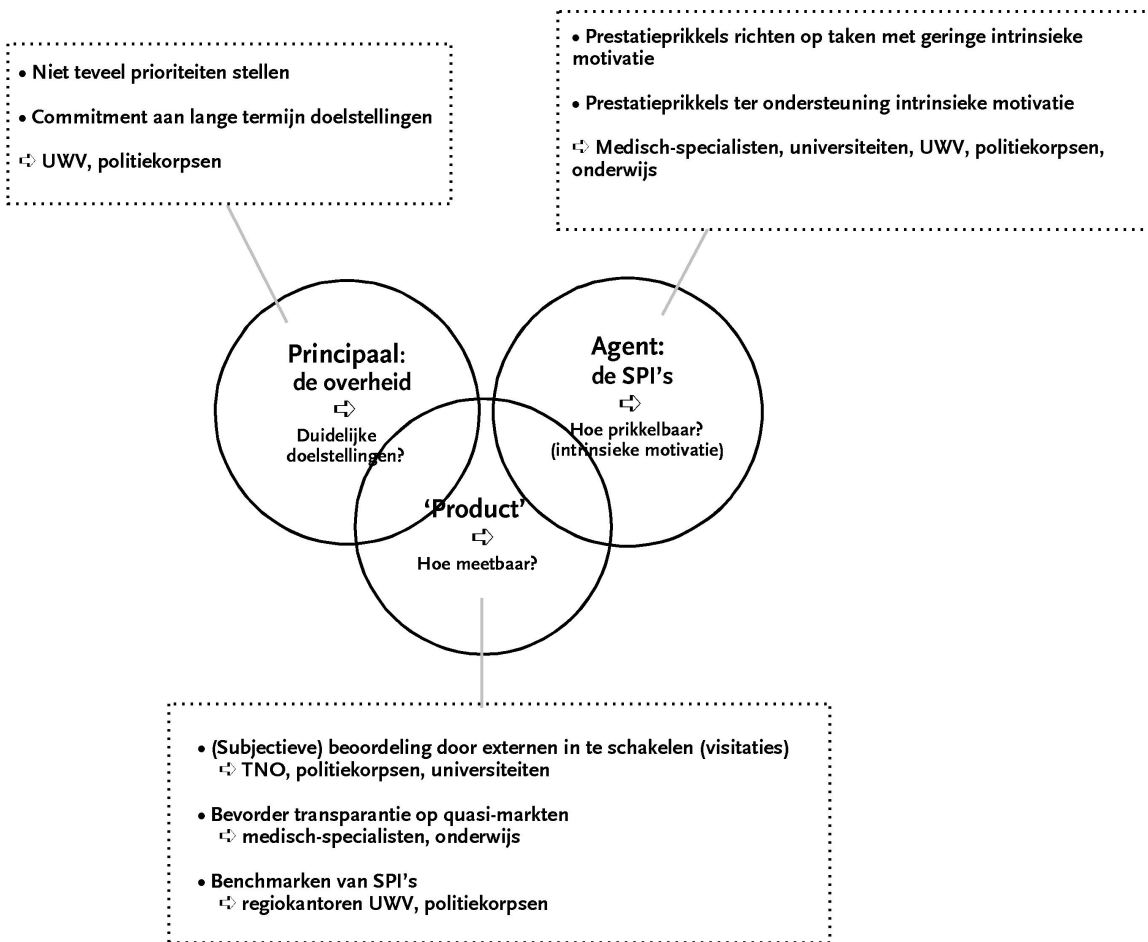 • Niet teveel prioriteiten stellen
• Commitment aan lange termijn doelstellingen
➪ UWV, politiekorpsen
• Prestatieprikkels richten op taken met geringe intrinsieke
motivatie
• Prestatieprikkels ter ondersteuning intrinsieke motivatie
➪ Medisch-specialisten, universiteiten, UWV, politiekorpsen,
onderwijs
Principaal:
de overheid
➪
Duidelijke
doelstellingen?
Agent:
de SPI's
➪
Hoe prikkelbaar?
(intrinsieke motivatie)
‘Product’
➪
Hoe meetbaar?
• (Subjectieve) beoordeling door externen in te schakelen (visitaties)
➪ TNO, politiekorpsen, universiteiten
• Bevorder transparantie op quasi-markten
➪ medisch-specialisten, onderwijs
• Benchmarken van SPI's
➪ regiokantoren UWV, politiekorpsen